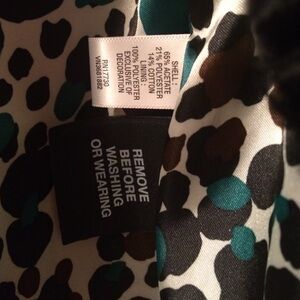 SHELL:
65% ACETATE
21% POLYESTER
14% COTTON
LINING:
100% POLYESTER
EXCLUSIVE OF
DECORATION
RN17730
REMOVE
BEFORE
WASHING
OR WEARING